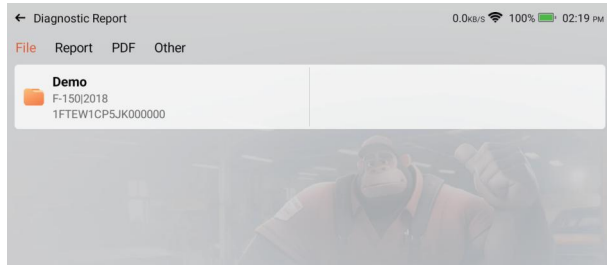 ← Diagnostic Report 0.0KB/S 100% 02:19 PM
File Report PDF Other
Demo
F-150|2018
1FTEW1CP5JK000000